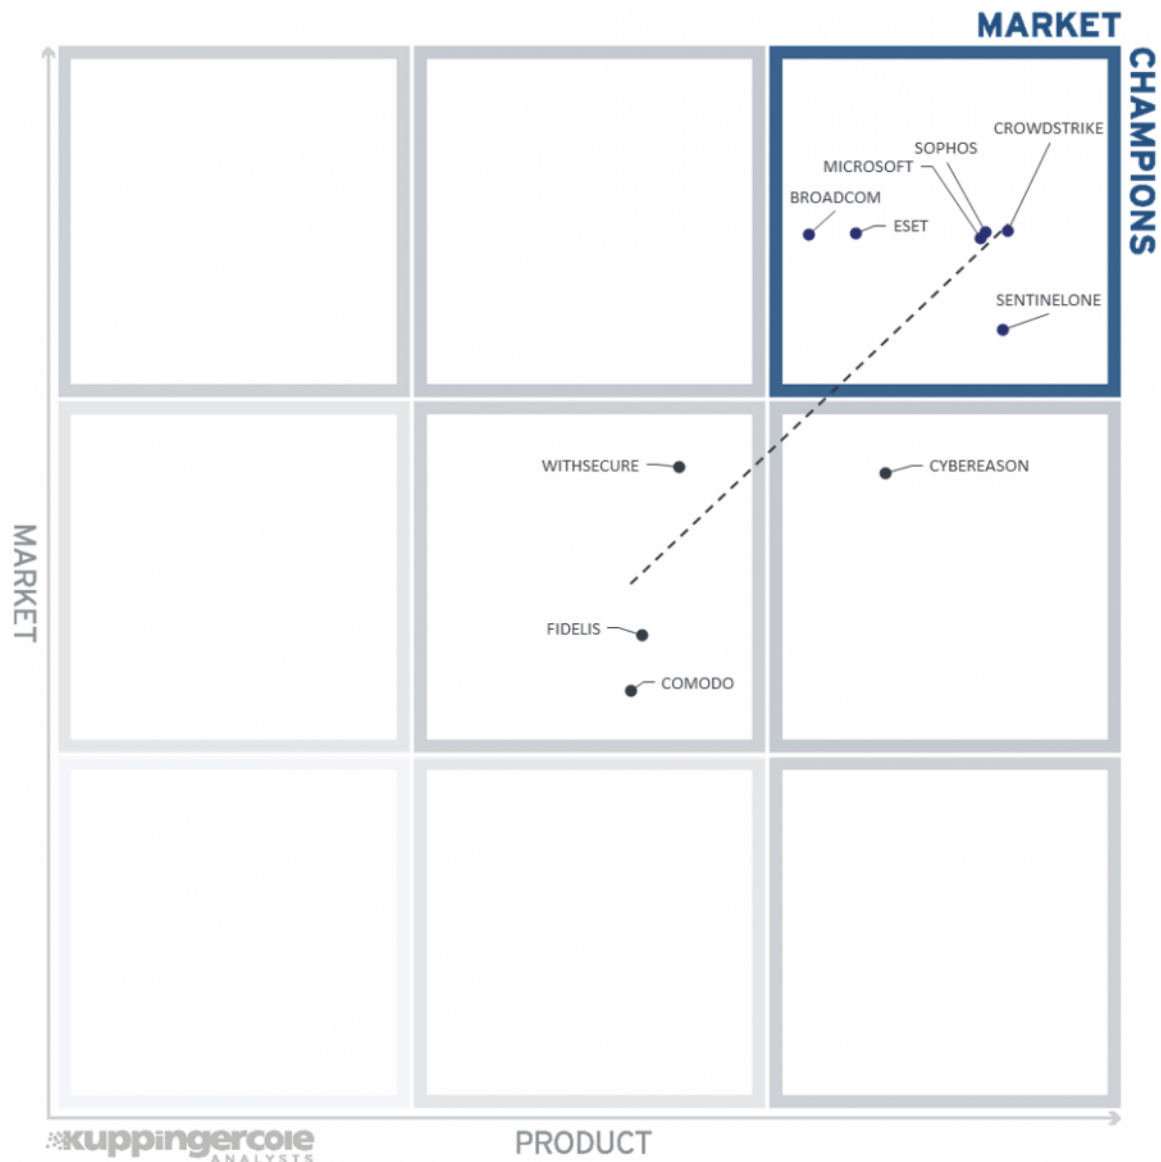 MARKET
CHAMPIONS
CROWDSTRIKE
SOPHOS
MICROSOFT
BROADCOM
ESET
SENTINELONE
WITHSECURE
CYBEREASON
MARKET
FIDELIS
COMODO
PRODUCT
kuppingercole
ANALYSTS